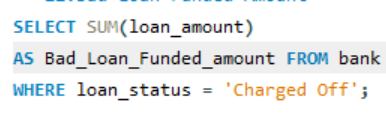 SELECT SUM(loan_amount)
AS Bad_Loan_Funded_amount FROM bank
WHERE loan_status = 'Charged Off';